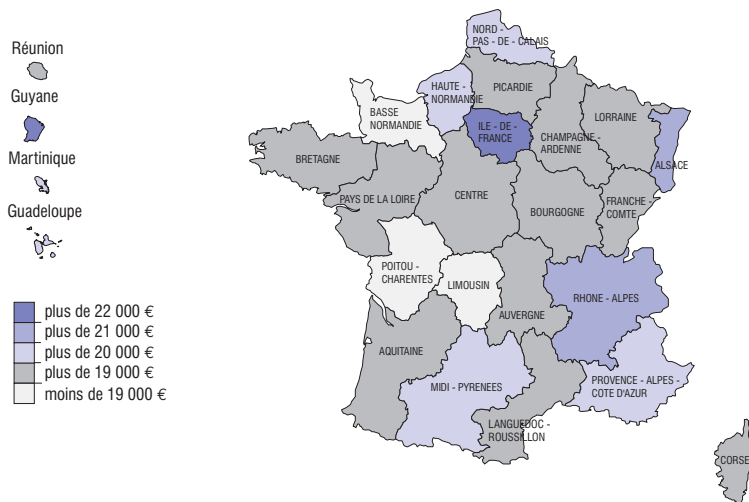 Réunion
Guyane
Martinique
Guadeloupe
plus de 22 000 €
plus de 21 000 €
plus de 20 000 €
plus de 19 000 €
moins de 19 000 €
NORD -
PAS - DE - CALAIS
HAUTE -
NORMANDIE
PICARDIE
BASSE
NORMANDIE
ILE - DE -
FRANCE
CHAMPAGNE -
ARDENNE
LORRAINE
ALSACE
BRETAGNE
PAYS DE LA LOIRE
CENTRE
BOURGOGNE
FRANCHE -
COMTE
POITOU -
CHARENTES
LIMOUSIN
AUVERGNE
RHONE - ALPES
AQUITAINE
MIDI - PYRENEES
LANGUEDOC -
ROUSSILLON
PROVENCE - ALPES -
COTE D'AZUR
CORSE